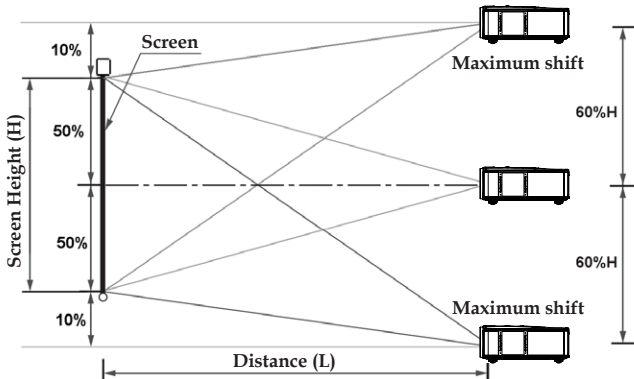 10%
Screen
Maximum shift
Screen Height (H)
50%
60%H
50%
60%H
10%
Maximum shift
Distance (L)